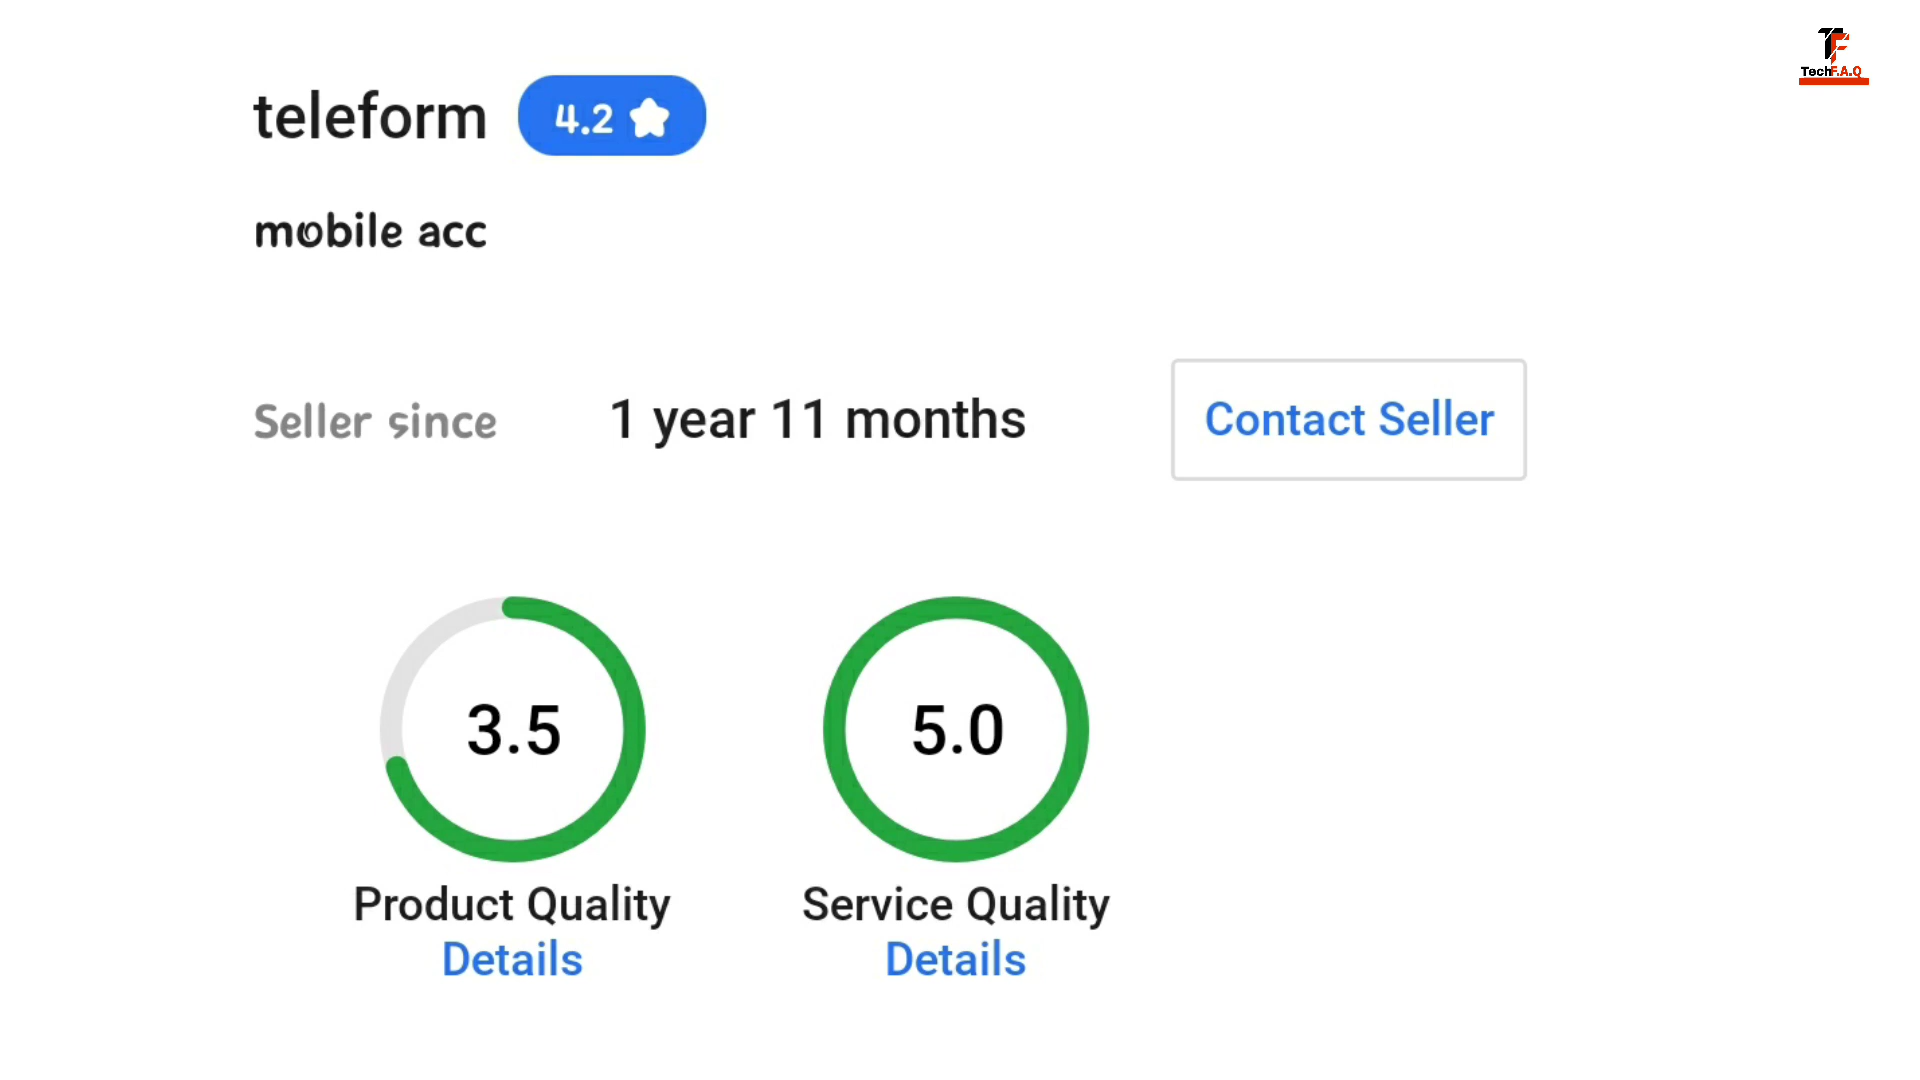 TechF.A.Q
teleform 4.2
mobile acc
Seller since 1 year 11 months Contact Seller
3.5 5.0
Product Quality Service Quality
Details Details